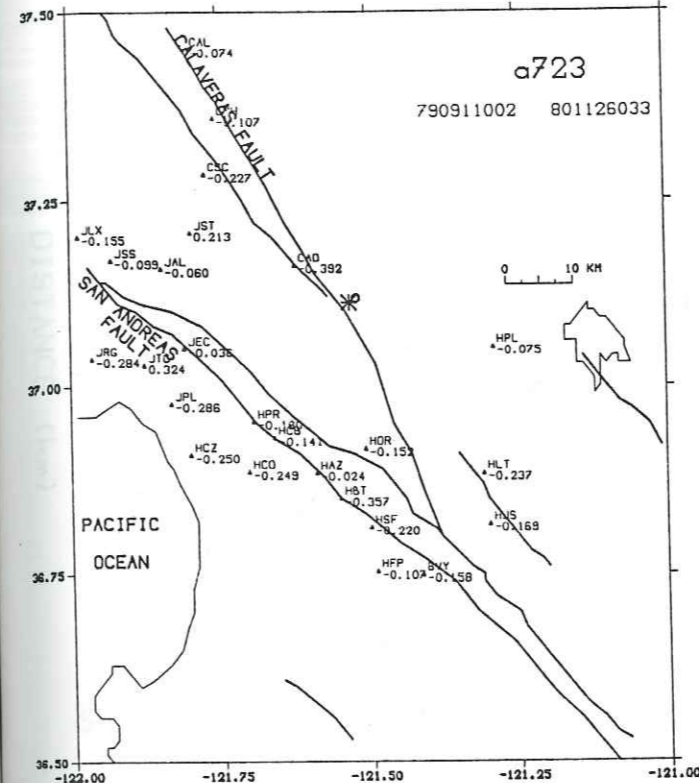 37.50
CAL
-0.074
CALAVERAS FAULT
a723
790911002 801126033
-0.107
CSC
-0.227
37.25
JST
0.213
JLX
-0.155
JSS
-0.099
JAL
-0.060
CAO
-0.392
0 10 KM
SAN ANDREAS
FAULT
JEC
-0.036
HPL
-0.075
JRG
-0.284
0.324
37.00
JPL
-0.286
HPR
HCB
-0.141
HOR
-0.152
HCZ
-0.250
HCO
-0.249
HAZ
0.024
HLT
-0.237
HBT
-0.357
HSF
-0.220
HJS
-0.169
PACIFIC
OCEAN
36.75
HFP
-0.107
BVY
-0.158
36.50
-122.00 -121.75 -121.50 -121.25 -121.00